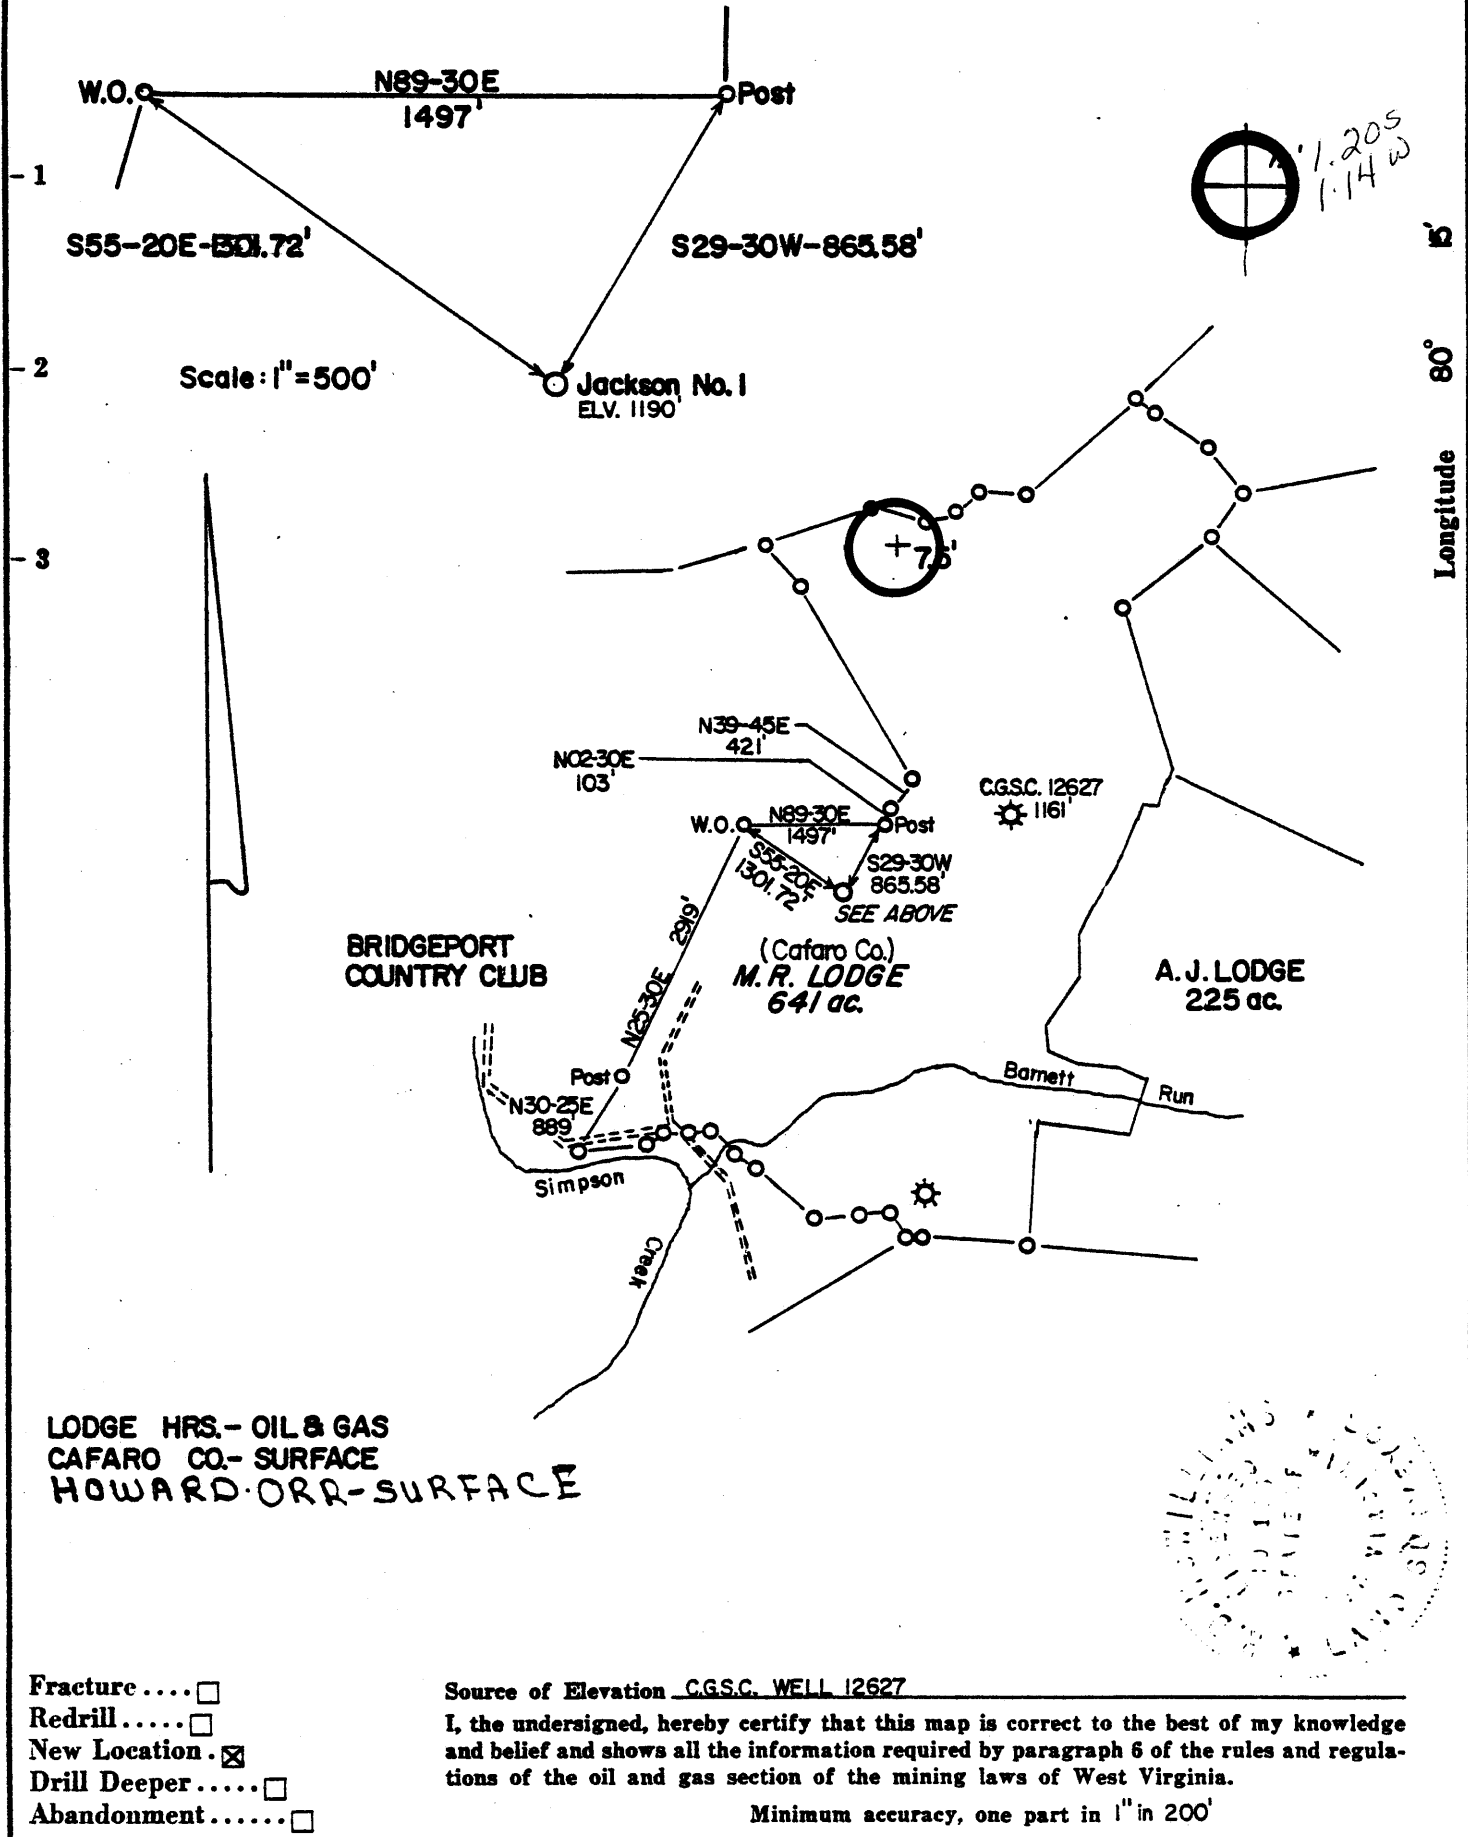 W.O.
N89-30E
1497'
Post
1.20S
1.14W
- 1
S55-20E-1301.72'
S29-30W-865.58'
15'
- 2
Scale: 1"=500'
Jackson No. 1
ELV. 1190'
80°
Longitude
- 3
7.5'
N39-45E
421'
N02-30E
103'
C.G.S.C. 12627
1161'
W.O.
N89-30E
1497'
Post
S55-20E
1301.72'
S29-30W
865.58'
SEE ABOVE
2919'
N25-30E
BRIDGEPORT
COUNTRY CLUB
(Cafaro Co.)
M. R. LODGE
641 ac.
A. J. LODGE
225 ac.
Post
Barnett Run
N30-25E
889'
Simpson
Creek
LODGE HRS.- OIL & GAS
CAFARO CO.- SURFACE
HOWARD ORR-SURFACE
LAND
Fracture ....
Redrill .....
New Location . ☒
Drill Deeper .....
Abandonment ......
Source of Elevation C.G.S.C. WELL 12627
I, the undersigned, hereby certify that this map is correct to the best of my knowledge
and belief and shows all the information required by paragraph 6 of the rules and regula-
tions of the oil and gas section of the mining laws of West Virginia.
Minimum accuracy, one part in 1" in 200'